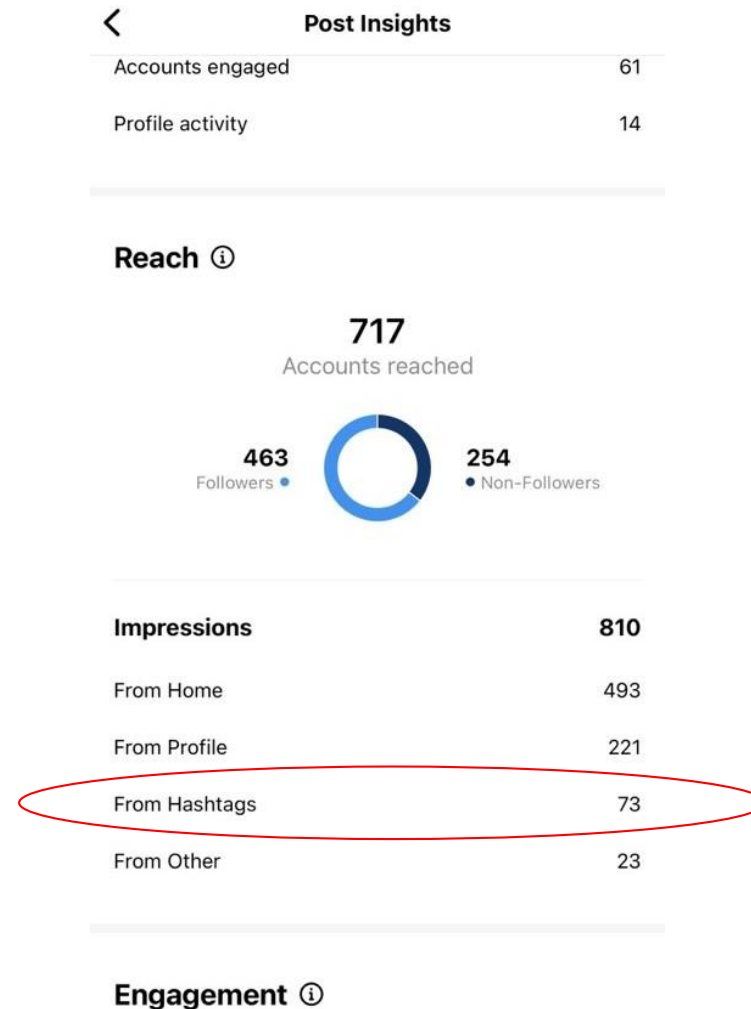 Post Insights
Accounts engaged 61
Profile activity 14
Reach
717
Accounts reached
463 254
Followers Non-Followers
Impressions 810
From Home 493
From Profile 221
From Hashtags 73
From Other 23
Engagement